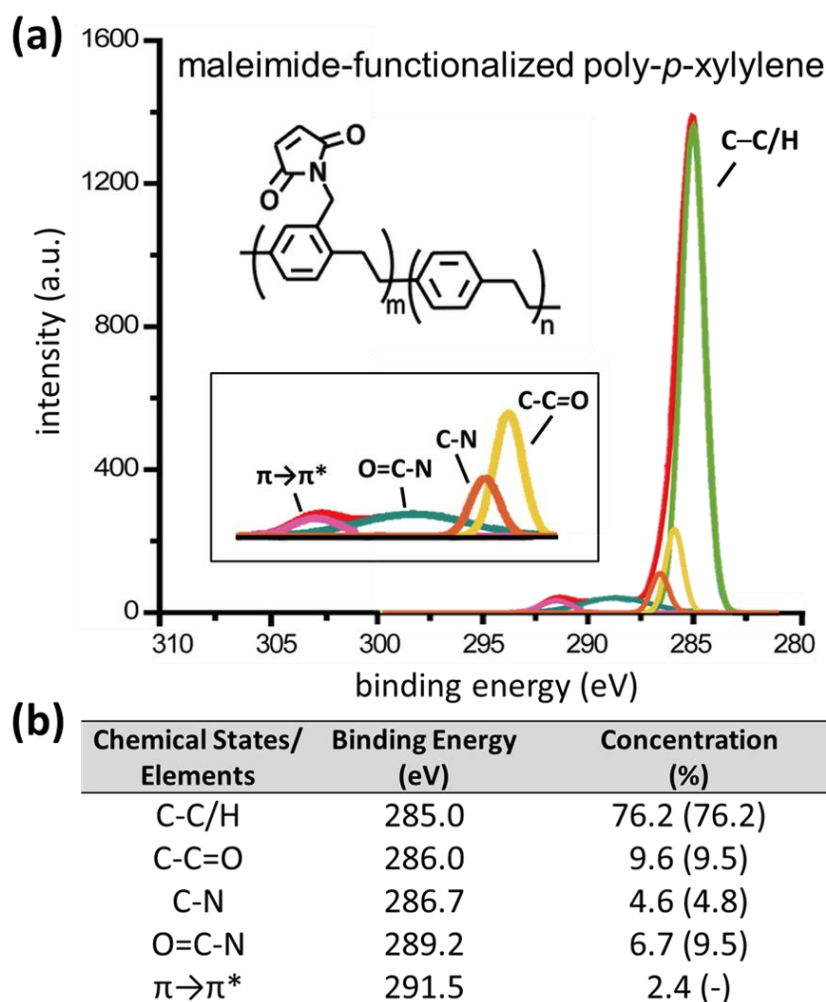 (a)
maleimide-functionalized poly-p-xylylene
1600
1200
800
400
0
intensity (a.u.)
O
N
O
m
n
C–C/H
C-C=O
C-N
O=C-N
π→π*
310
305
300
295
290
285
280
binding energy (eV)
(b)
Chemical States/ Binding Energy Concentration
Elements (eV) (%)
C-C/H 285.0 76.2 (76.2)
C-C=O 286.0 9.6 (9.5)
C-N 286.7 4.6 (4.8)
O=C-N 289.2 6.7 (9.5)
π→π* 291.5 2.4 (-)